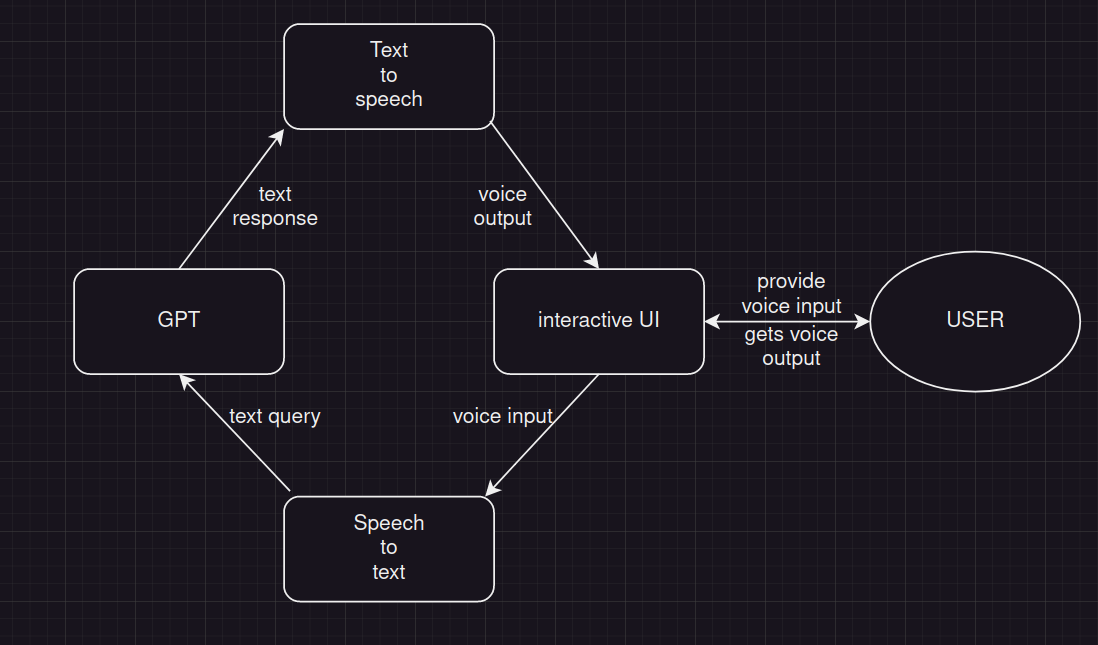 Text
to
speech
text
response
voice
output
GPT
interactive UI
provide
voice input
gets voice
output
USER
text query
voice input
Speech
to
text